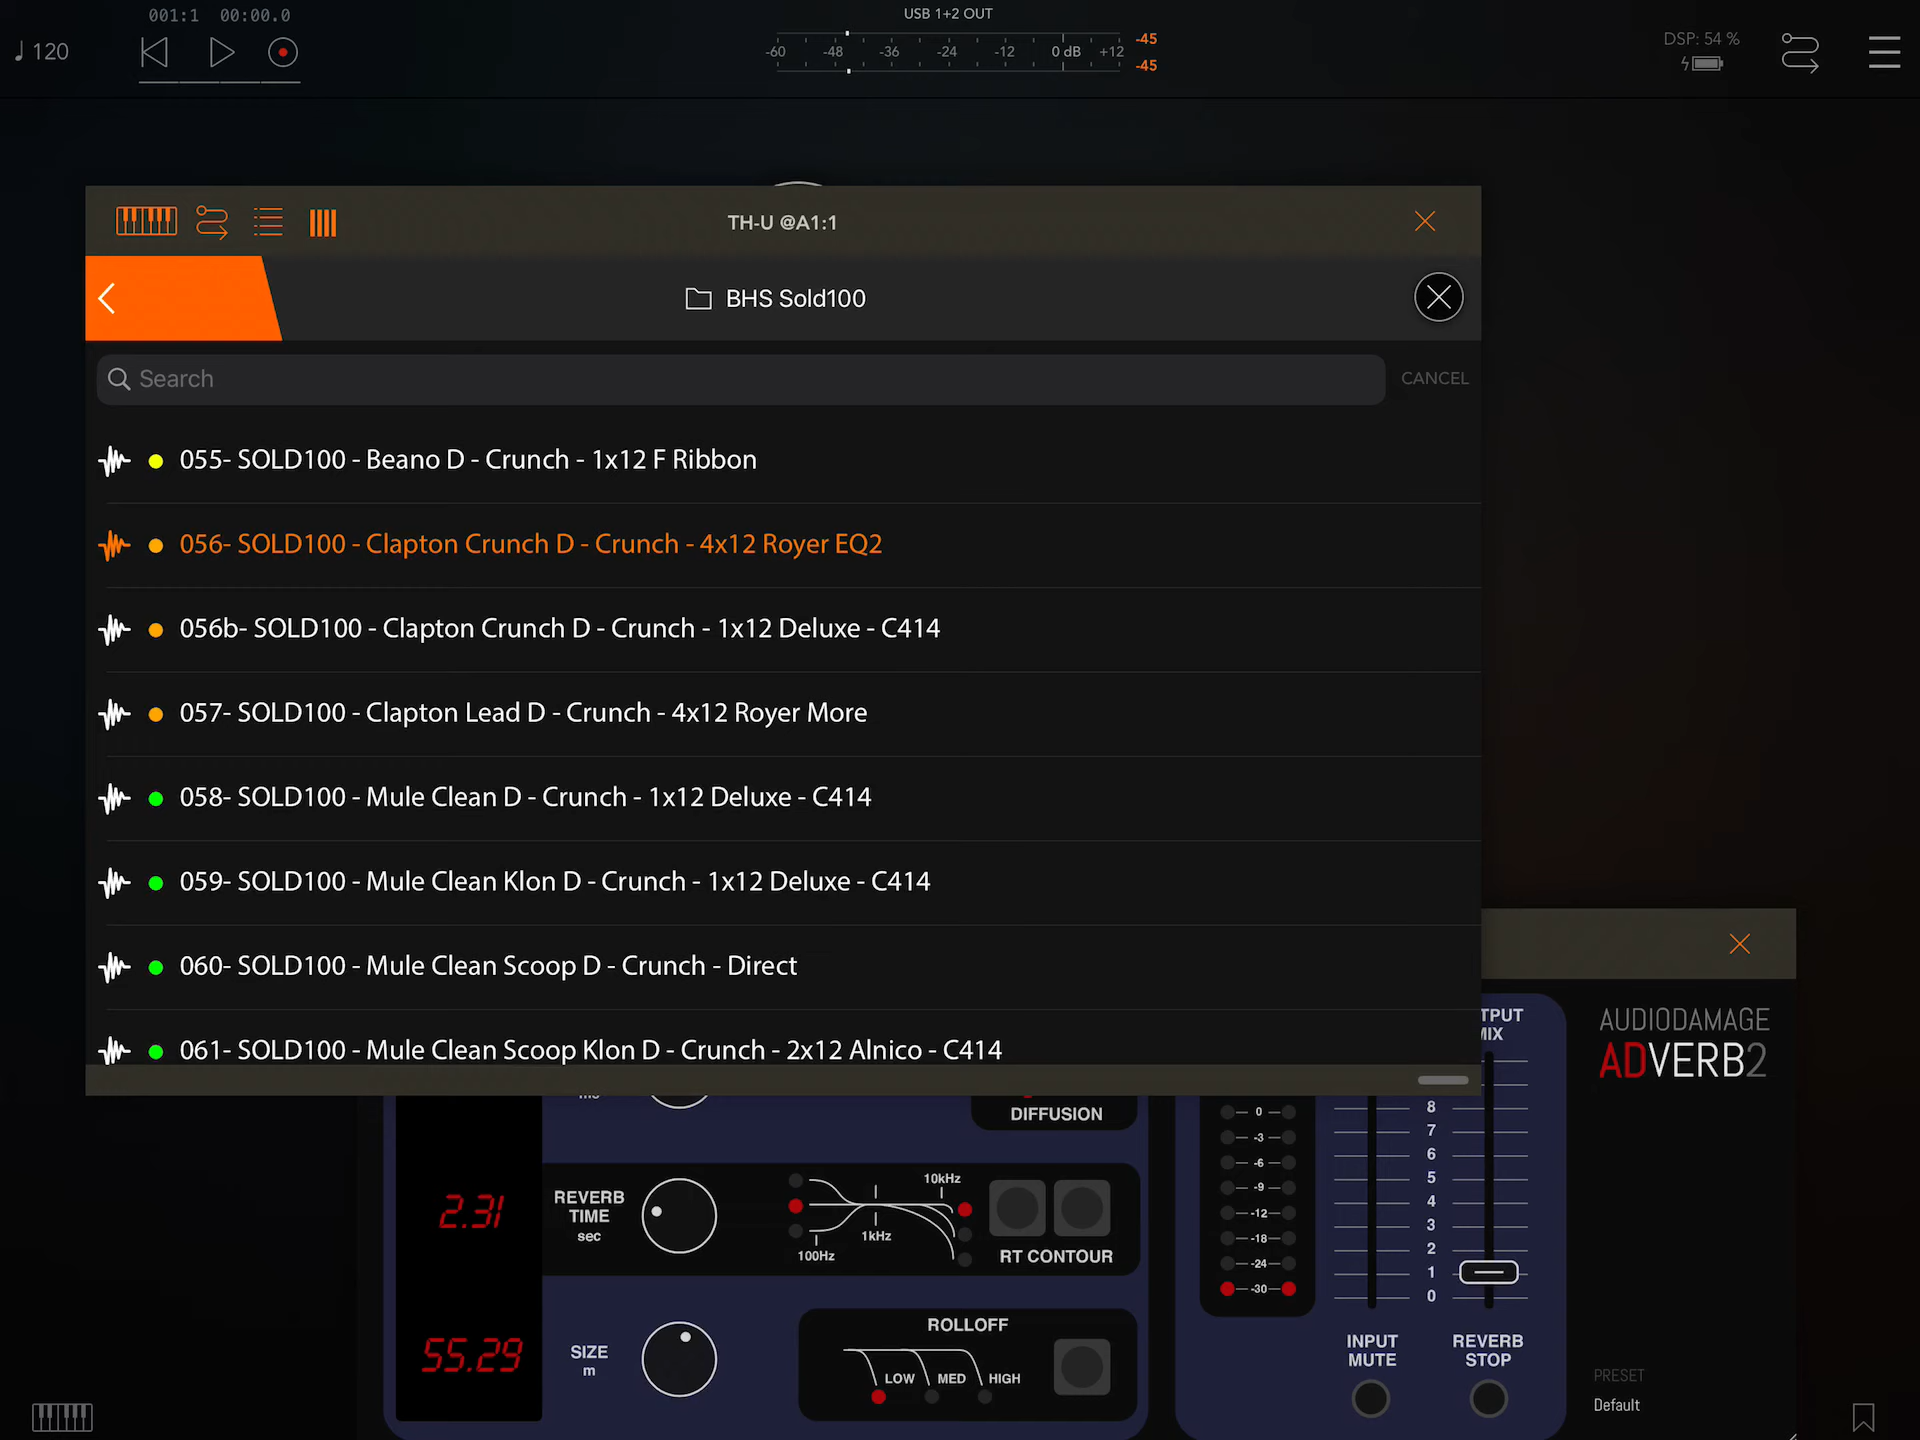 001:1 00:00.0
120
USB 1+2 OUT
-60 -48 -36 -24 -12 0 dB +12
-45
-45
DSP: 54 %
TH-U @A1:1
BHS Sold100
Search
CANCEL
055- SOLD100 - Beano D - Crunch - 1x12 F Ribbon
056- SOLD100 - Clapton Crunch D - Crunch - 4x12 Royer EQ2
056b- SOLD100 - Clapton Crunch D - Crunch - 1x12 Deluxe - C414
057- SOLD100 - Clapton Lead D - Crunch - 4x12 Royer More
058- SOLD100 - Mule Clean D - Crunch - 1x12 Deluxe - C414
059- SOLD100 - Mule Clean Klon D - Crunch - 1x12 Deluxe - C414
060- SOLD100 - Mule Clean Scoop D - Crunch - Direct
061- SOLD100 - Mule Clean Scoop Klon D - Crunch - 2x12 Alnico - C414
TPUT
MIX
AUDIODAMAGE
ADVERB2
DIFFUSION
2.31
REVERB
TIME
sec
10kHz
1kHz
100Hz
RT CONTOUR
55.29
SIZE
m
ROLLOFF
LOW MED HIGH
0
-3
-6
-9
-12
-18
-24
-30
8
7
6
5
4
3
2
1
0
INPUT
MUTE
REVERB
STOP
PRESET
Default